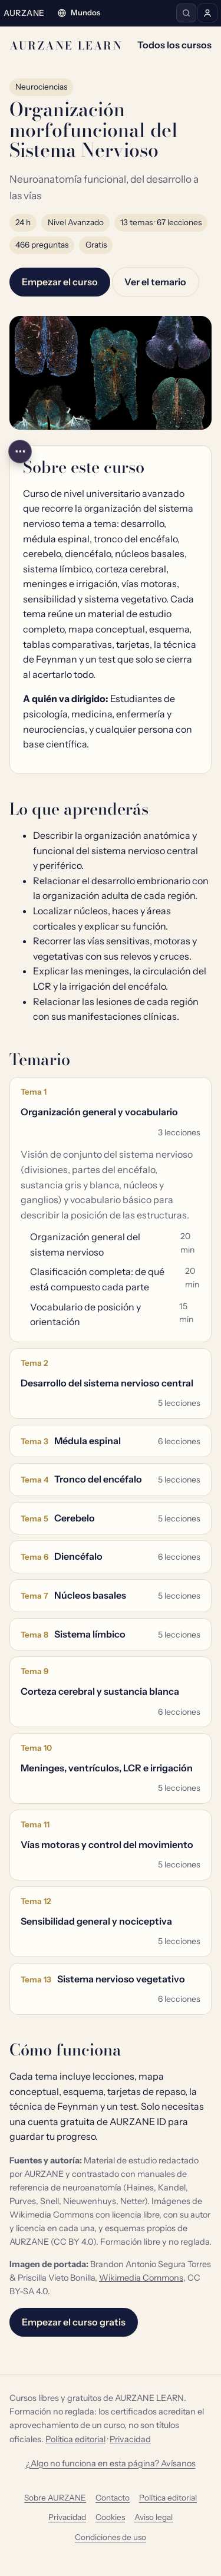 AURZANE Mundos
AURZANE LEARN Todos los cursos
Neurociencias
Organización
morfofuncional del
Sistema Nervioso
Neuroanatomía funcional, del desarrollo a
las vías
24 h Nivel Avanzado 13 temas · 67 lecciones
466 preguntas Gratis
Empezar el curso Ver el temario
Sobre este curso
Curso de nivel universitario avanzado
que recorre la organización del sistema
nervioso tema a tema: desarrollo,
médula espinal, tronco del encéfalo,
cerebelo, diencéfalo, núcleos basales,
sistema límbico, corteza cerebral,
meninges e irrigación, vías motoras,
sensibilidad y sistema vegetativo. Cada
tema reúne un material de estudio
completo, mapa conceptual, esquema,
tablas comparativas, tarjetas, la técnica
de Feynman y un test que solo se cierra
al acertarlo todo.
A quién va dirigido: Estudiantes de
psicología, medicina, enfermería y
neurociencias, y cualquier persona con
base científica.
Lo que aprenderás
• Describir la organización anatómica y
funcional del sistema nervioso central
y periférico.
• Relacionar el desarrollo embrionario con
la organización adulta de cada región.
• Localizar núcleos, haces y áreas
corticales y explicar su función.
• Recorrer las vías sensitivas, motoras y
vegetativas con sus relevos y cruces.
• Explicar las meninges, la circulación del
LCR y la irrigación del encéfalo.
• Relacionar las lesiones de cada región
con sus manifestaciones clínicas.
Temario
Tema 1
Organización general y vocabulario
3 lecciones
Visión de conjunto del sistema nervioso
(divisiones, partes del encéfalo,
sustancia gris y blanca, núcleos y
ganglios) y vocabulario básico para
describir la posición de las estructuras.
Organización general del 20
sistema nervioso min
Clasificación completa: de qué 20
está compuesto cada parte min
Vocabulario de posición y 15
orientación min
Tema 2
Desarrollo del sistema nervioso central
5 lecciones
Tema 3 Médula espinal 6 lecciones
Tema 4 Tronco del encéfalo 5 lecciones
Tema 5 Cerebelo 5 lecciones
Tema 6 Diencéfalo 6 lecciones
Tema 7 Núcleos basales 5 lecciones
Tema 8 Sistema límbico 5 lecciones
Tema 9
Corteza cerebral y sustancia blanca
6 lecciones
Tema 10
Meninges, ventrículos, LCR e irrigación
5 lecciones
Tema 11
Vías motoras y control del movimiento
5 lecciones
Tema 12
Sensibilidad general y nociceptiva
5 lecciones
Tema 13 Sistema nervioso vegetativo
6 lecciones
Cómo funciona
Cada tema incluye lecciones, mapa
conceptual, esquema, tarjetas de repaso, la
técnica de Feynman y un test. Solo necesitas
una cuenta gratuita de AURZANE ID para
guardar tu progreso.
Fuentes y autoría: Material de estudio redactado
por AURZANE y contrastado con manuales de
referencia de neuroanatomía (Haines, Kandel,
Purves, Snell, Nieuwenhuys, Netter). Imágenes de
Wikimedia Commons con licencia libre, con su autor
y licencia en cada una, y esquemas propios de
AURZANE (CC BY 4.0). Formación libre y no reglada.
Imagen de portada: Brandon Antonio Segura Torres
& Priscilla Vieto Bonilla, Wikimedia Commons, CC
BY-SA 4.0.
Empezar el curso gratis
Cursos libres y gratuitos de AURZANE LEARN.
Formación no reglada: los certificados acreditan el
aprovechamiento en un curso, no son títulos
oficiales. Política editorial · Privacidad
¿Algo no funciona en esta página? Avísanos
Sobre AURZANE Contacto Política editorial
Privacidad Cookies Aviso legal
Condiciones de uso